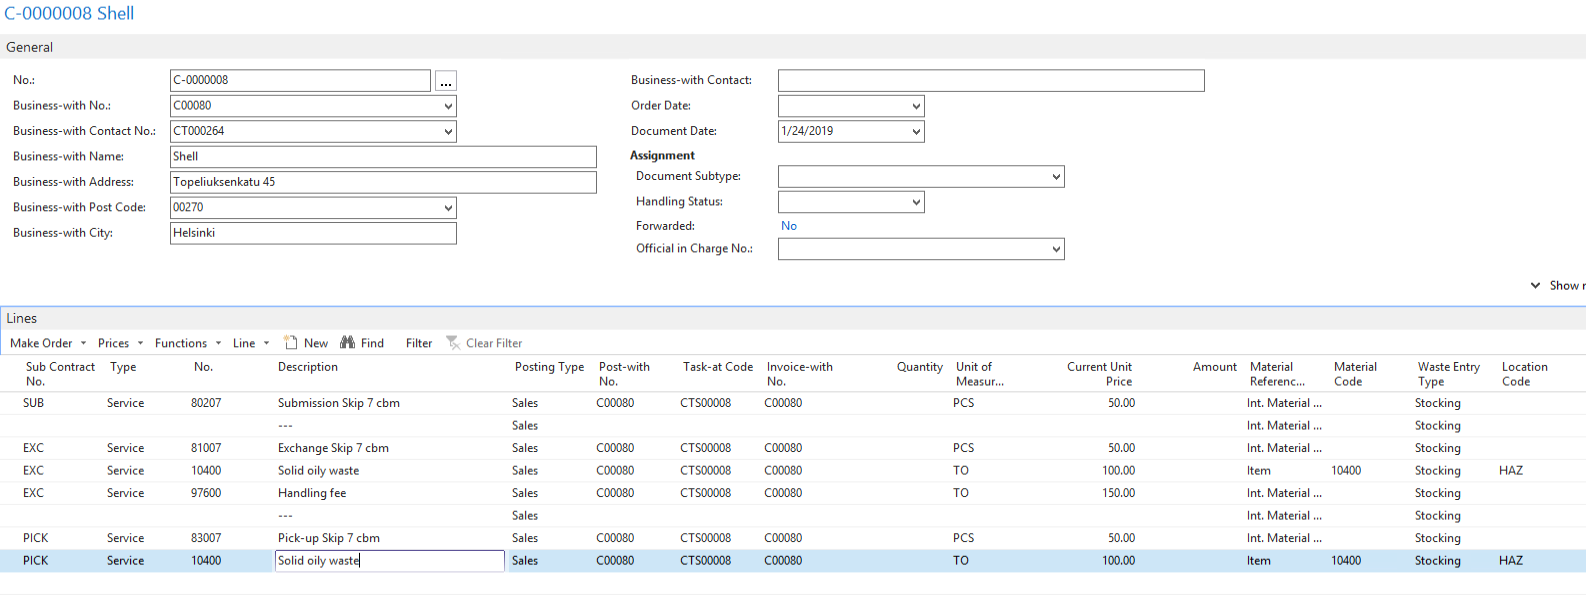 C-0000008 Shell
General
No.: C-0000008 ...
Business-with No.: C00080
Business-with Contact No.: CT000264
Business-with Name: Shell
Business-with Address: Topeliuksenkatu 45
Business-with Post Code: 00270
Business-with City: Helsinki
Business-with Contact:
Order Date:
Document Date: 1/24/2019
Assignment
Document Subtype:
Handling Status:
Forwarded: No
Official in Charge No.:
Show r
Lines
Make Order Prices Functions Line New Find Filter Clear Filter
Sub Contract No. Type No. Description Posting Type Post-with No. Task-at Code Invoice-with No. Quantity Unit of Measur... Current Unit Price Amount Material Referenc... Material Code Waste Entry Type Location Code
SUB Service 80207 Submission Skip 7 cbm Sales C00080 CTS00008 C00080 PCS 50.00 Int. Material ... Stocking
--- Sales Int. Material ... Stocking
EXC Service 81007 Exchange Skip 7 cbm Sales C00080 CTS00008 C00080 PCS 50.00 Int. Material ... Stocking
EXC Service 10400 Solid oily waste Sales C00080 CTS00008 C00080 TO 100.00 Item 10400 Stocking HAZ
EXC Service 97600 Handling fee Sales C00080 CTS00008 C00080 TO 150.00 Int. Material ... Stocking
--- Sales Int. Material ... Stocking
PICK Service 83007 Pick-up Skip 7 cbm Sales C00080 CTS00008 C00080 PCS 50.00 Int. Material ... Stocking
PICK Service 10400 Solid oily waste Sales C00080 CTS00008 C00080 TO 100.00 Item 10400 Stocking HAZ